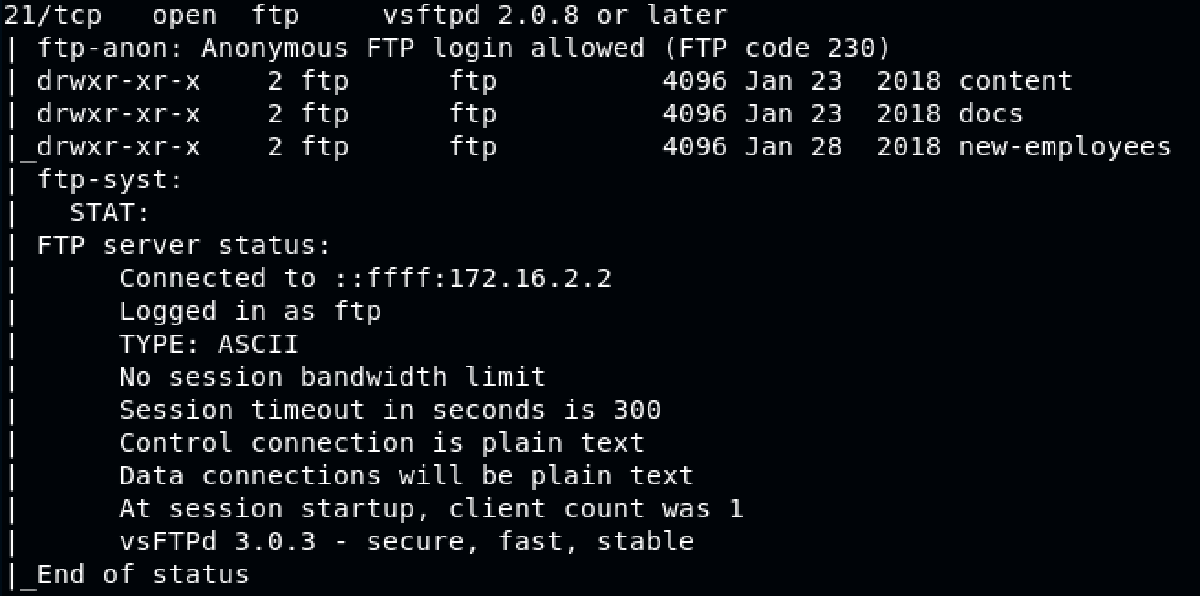 21/tcp   open  ftp     vsftpd 2.0.8 or later
| ftp-anon: Anonymous FTP login allowed (FTP code 230)
| drwxr-xr-x    2 ftp      ftp          4096 Jan 23  2018 content
| drwxr-xr-x    2 ftp      ftp          4096 Jan 23  2018 docs
|_drwxr-xr-x    2 ftp      ftp          4096 Jan 28  2018 new-employees
| ftp-syst:
|   STAT:
| FTP server status:
|      Connected to ::ffff:172.16.2.2
|      Logged in as ftp
|      TYPE: ASCII
|      No session bandwidth limit
|      Session timeout in seconds is 300
|      Control connection is plain text
|      Data connections will be plain text
|      At session startup, client count was 1
|      vsFTPd 3.0.3 - secure, fast, stable
|_End of status